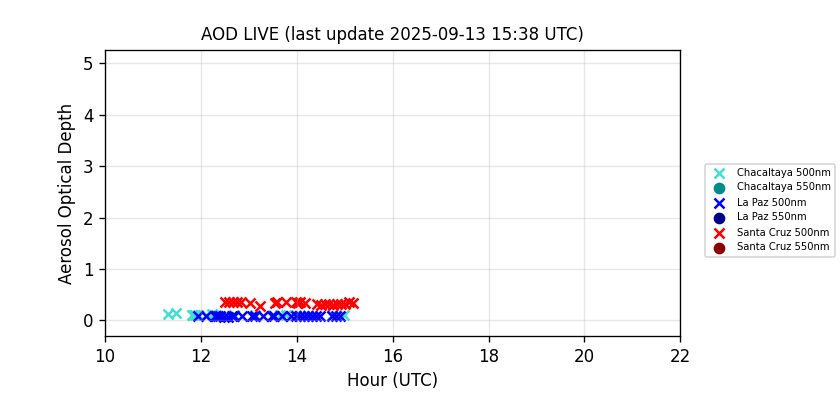 AOD LIVE (last update 2025-09-13 15:38 UTC)
Aerosol Optical Depth
5
4
3
2
1
0
10 12 14 16 18 20 22
Hour (UTC)
Chacaltaya 500nm
Chacaltaya 550nm
La Paz 500nm
La Paz 550nm
Santa Cruz 500nm
Santa Cruz 550nm